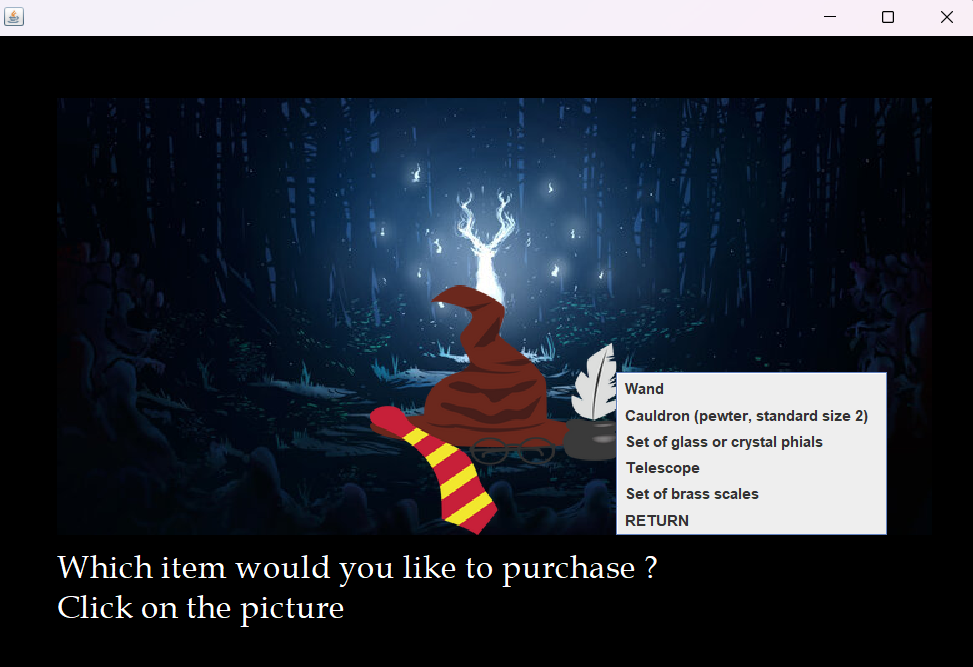 Wand
Cauldron (pewter, standard size 2)
Set of glass or crystal phials
Telescope
Set of brass scales
RETURN
Which item would you like to purchase ?
Click on the picture